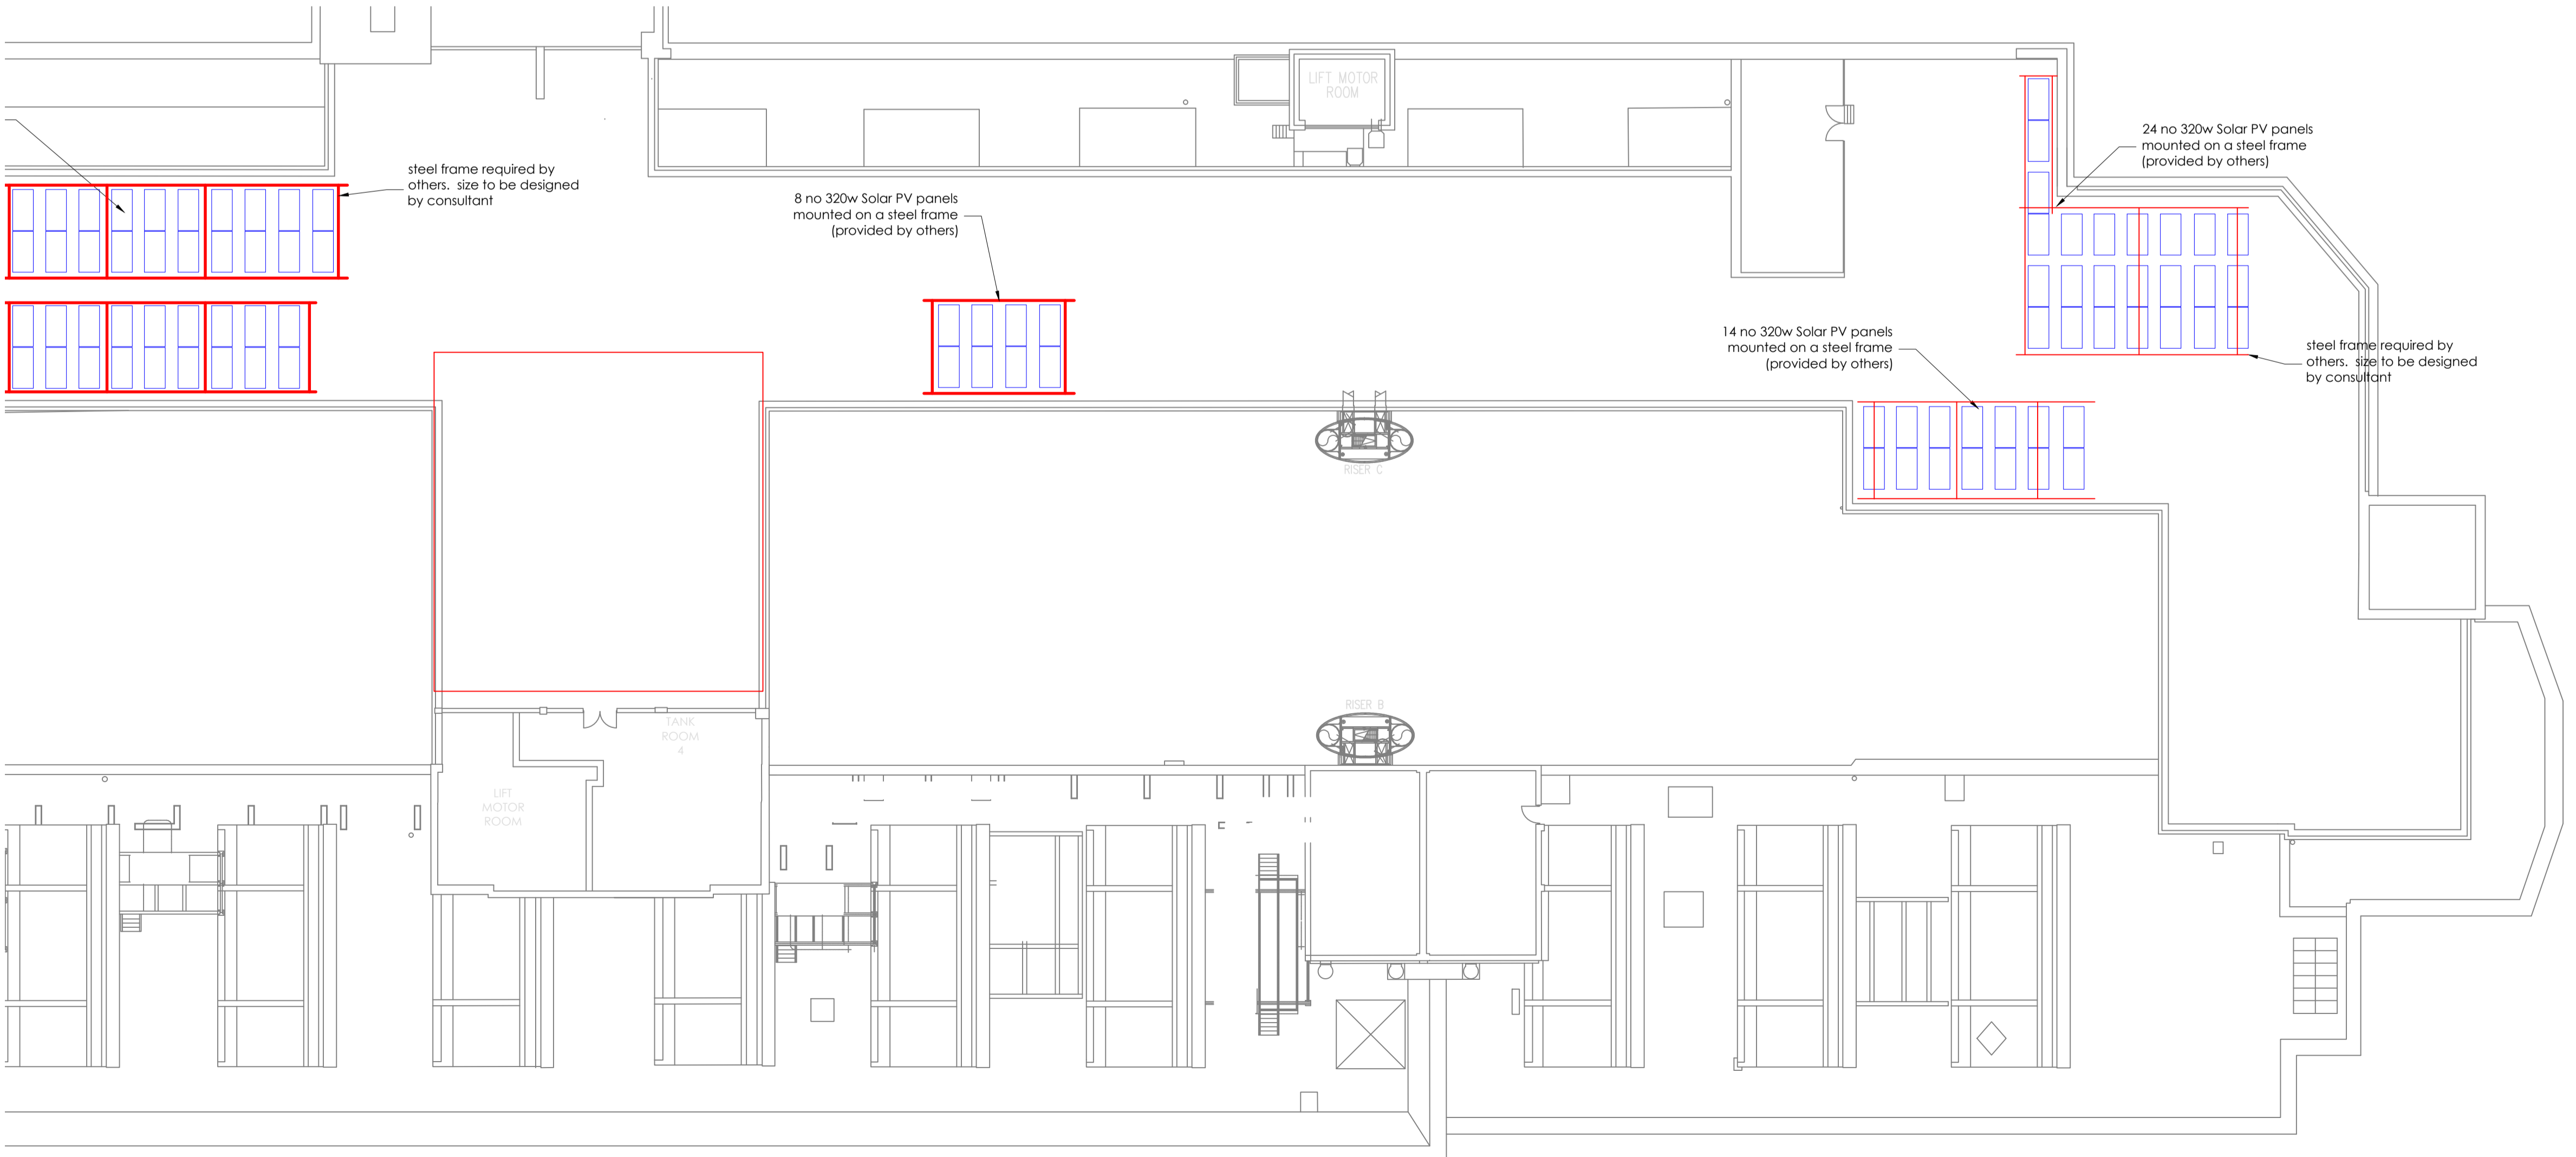 LIFT MOTOR
ROOM
24 no 320w Solar PV panels
mounted on a steel frame
(provided by others)
steel frame required by
others. size to be designed
by consultant
8 no 320w Solar PV panels
mounted on a steel frame
(provided by others)
14 no 320w Solar PV panels
mounted on a steel frame
(provided by others)
steel frame required by
others. size to be designed
by consultant
RISER C
RISER B
TANK
ROOM
4
LIFT
MOTOR
ROOM